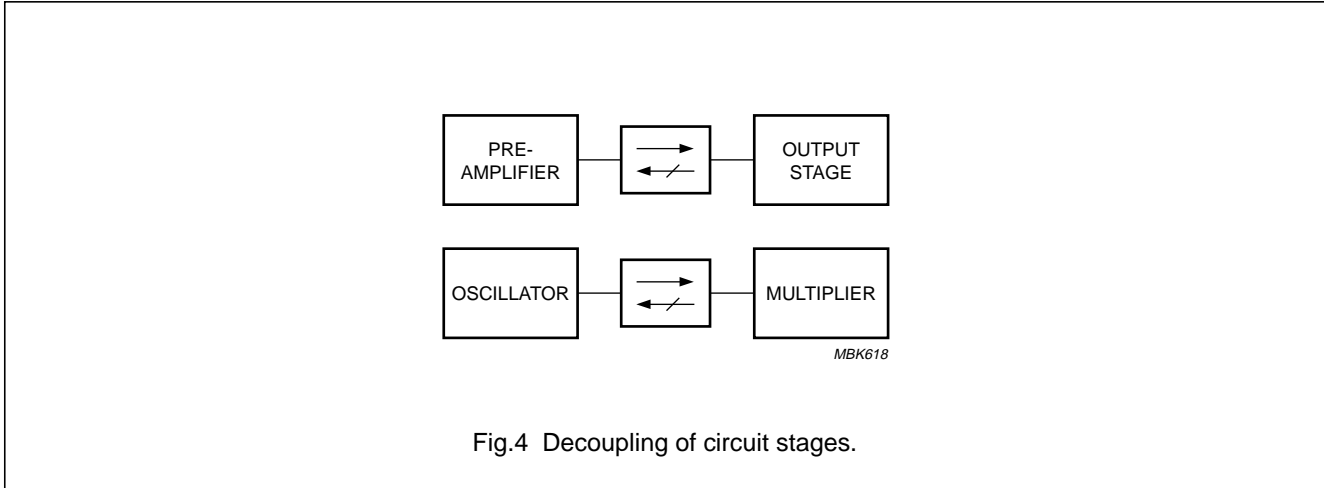 PRE-
AMPLIFIER
OUTPUT
STAGE
OSCILLATOR
MULTIPLIER
MBK618
Fig.4 Decoupling of circuit stages.